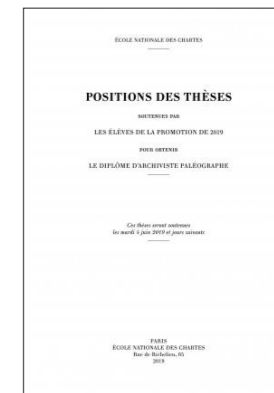 ÉCOLE NATIONALE DES CHARTES
POSITIONS DES THÈSES
SOUTENUES PAR
LES ÉLÈVES DE LA PROMOTION DE 2019
POUR OBTENIR
LE DIPLÔME D'ARCHIVISTE PALÉOGRAPHE
Ces thèses seront soutenues
les mardi 5 juin 2019 et jours suivants
PARIS
ÉCOLE NATIONALE DES CHARTES
Rue de Richelieu, 65
2019